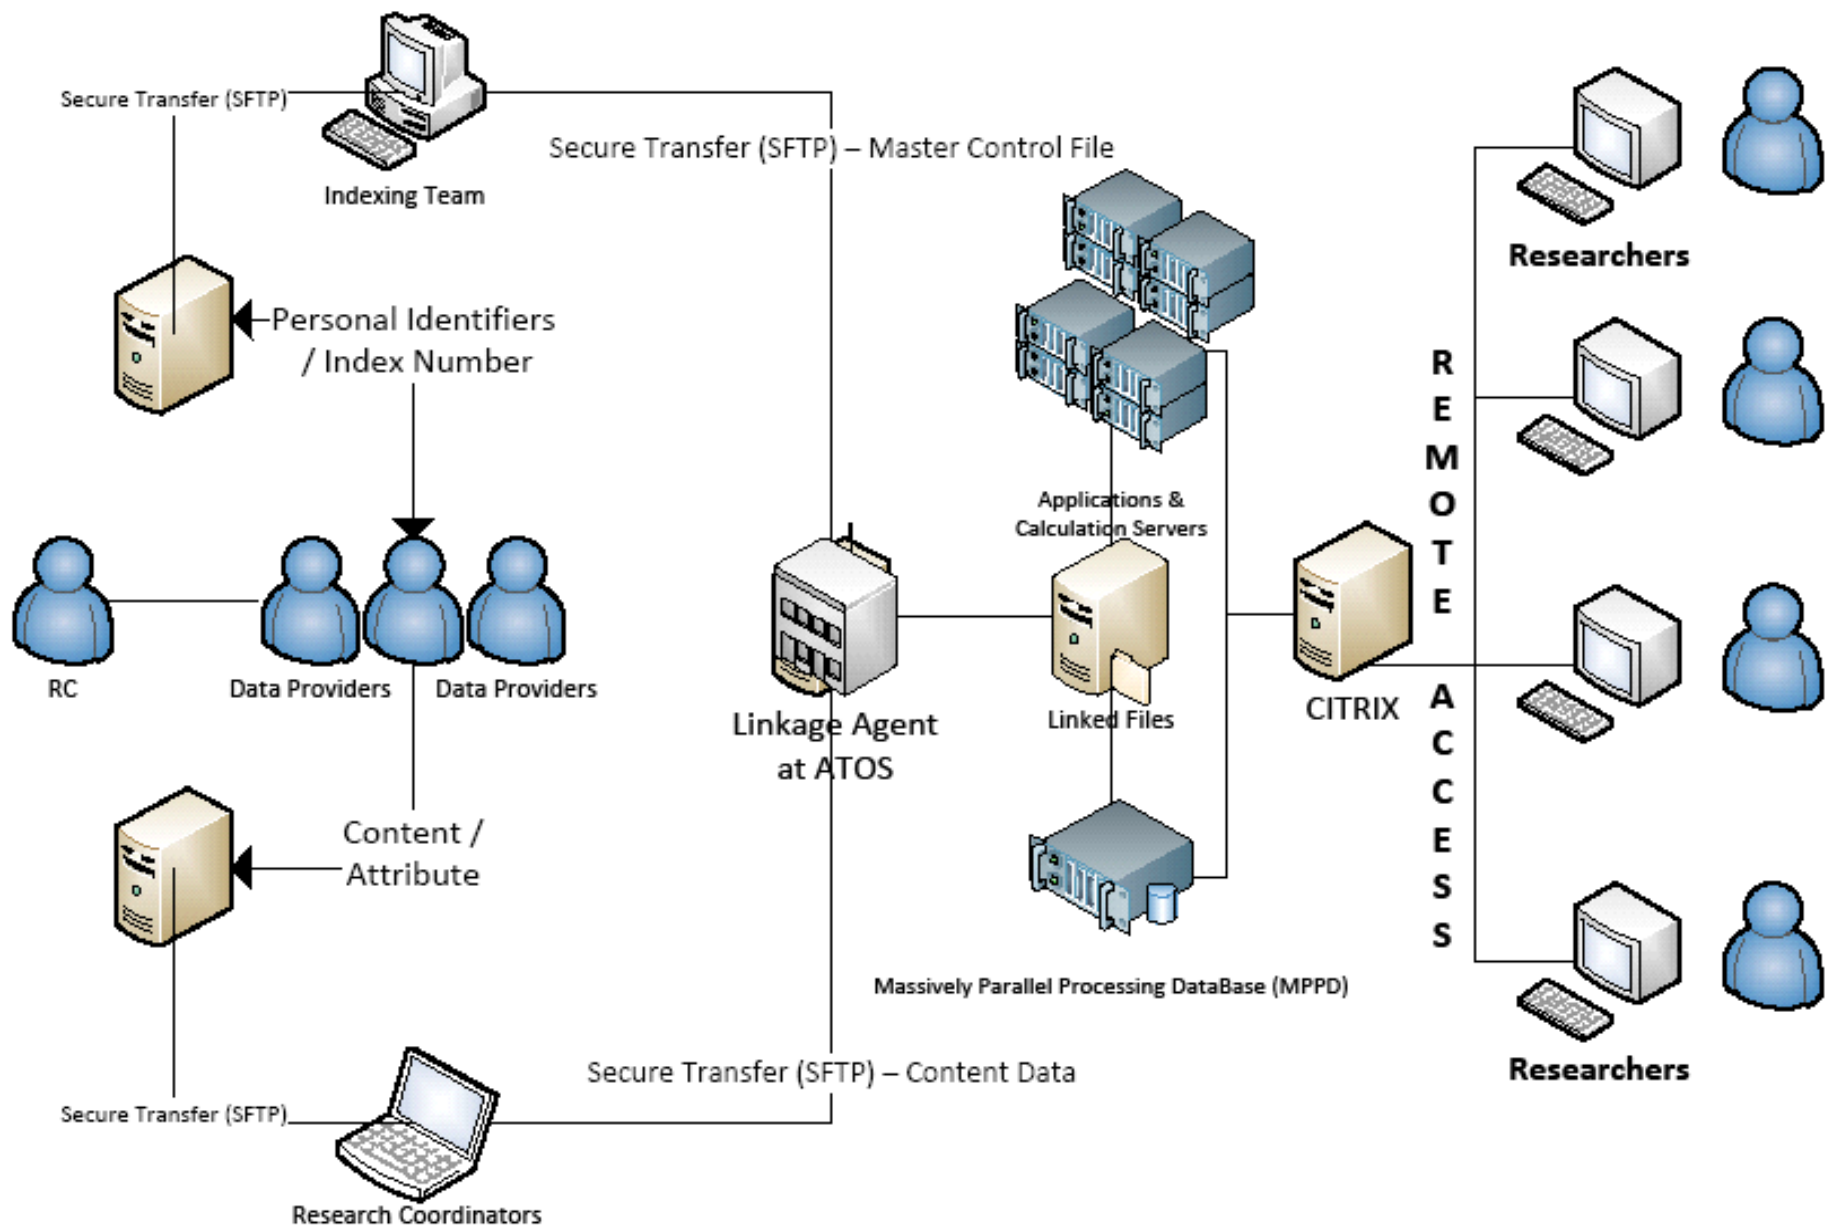 Secure Transfer (SFTP)
Indexing Team
Secure Transfer (SFTP) – Master Control File
Personal Identifiers
/ Index Number
RC
Data Providers
Data Providers
Content /
Attribute
Secure Transfer (SFTP)
Research Coordinators
Secure Transfer (SFTP) – Content Data
Linkage Agent
at ATOS
Applications &
Calculation Servers
Linked Files
Massively Parallel Processing DataBase (MPPD)
CITRIX
REMOTE
ACCESS
Researchers
Researchers